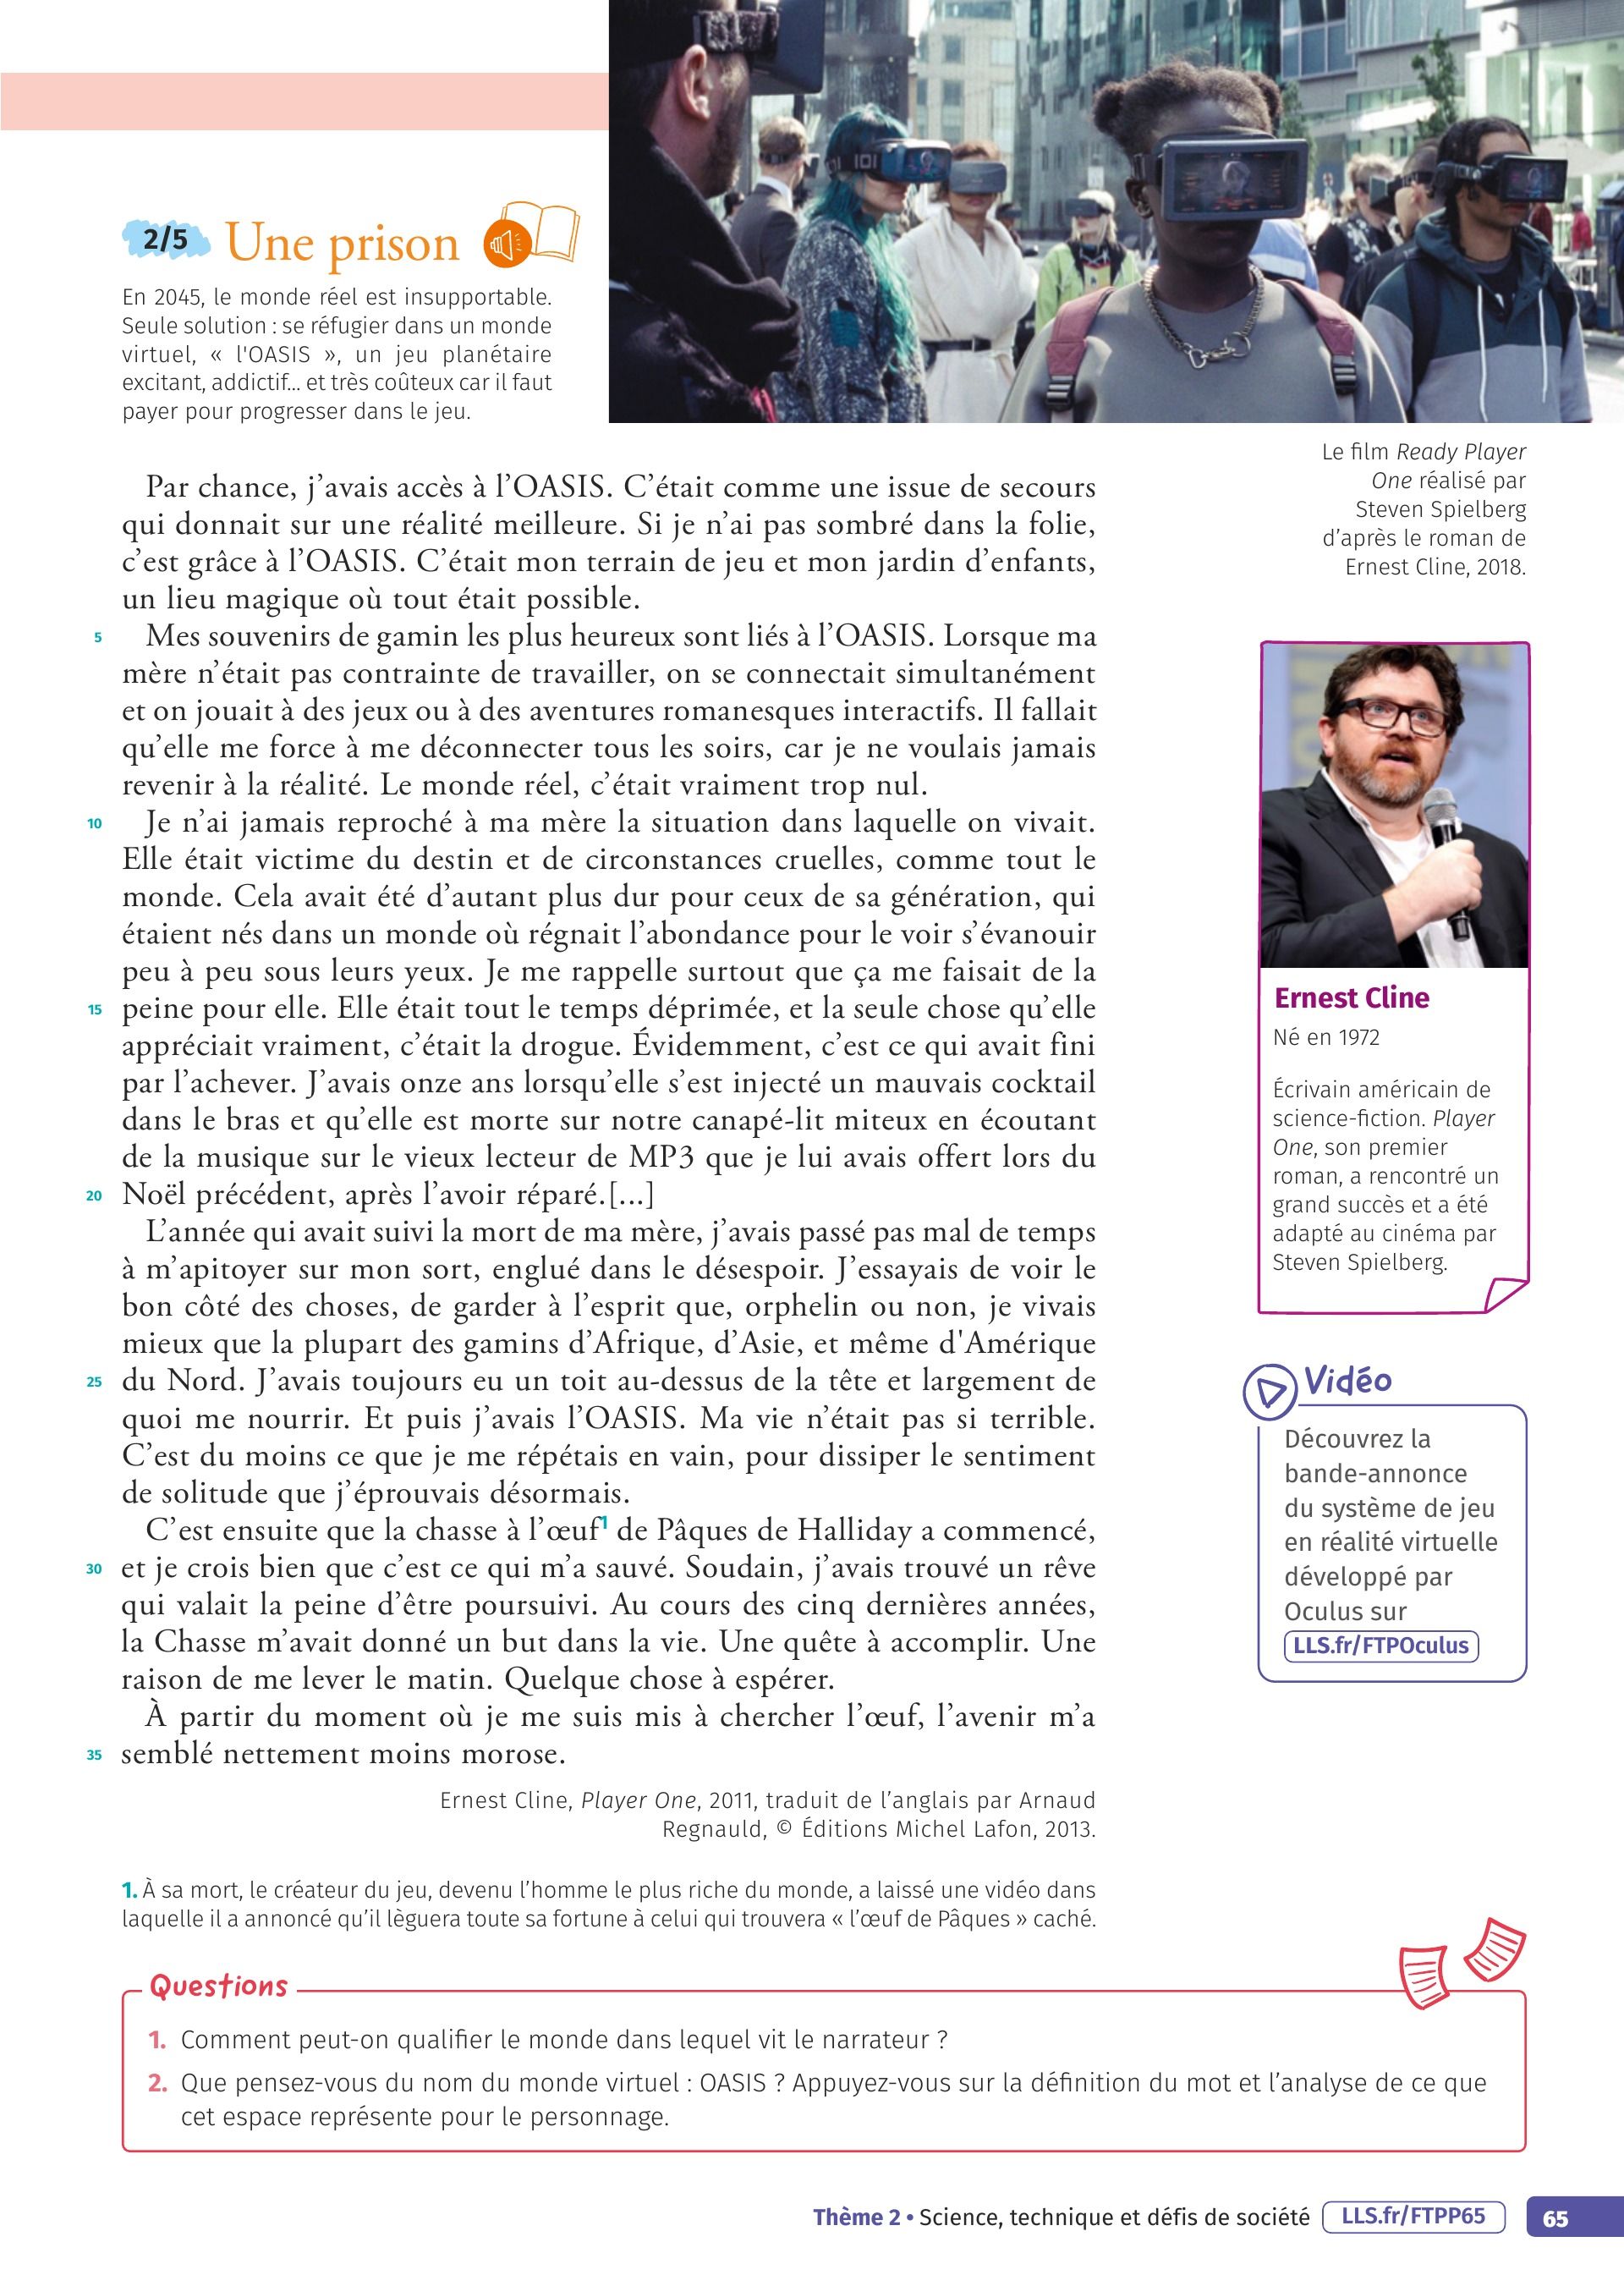 2/5 Une prison
En 2045, le monde réel est insupportable.
Seule solution : se réfugier dans un monde
virtuel, « l'OASIS », un jeu planétaire
excitant, addictif... et très coûteux car il faut
payer pour progresser dans le jeu.
Le film Ready Player
One réalisé par
Steven Spielberg
d’après le roman de
Ernest Cline, 2018.
Par chance, j’avais accès à l’OASIS. C’était comme une issue de secours
qui donnait sur une réalité meilleure. Si je n’ai pas sombré dans la folie,
c’est grâce à l’OASIS. C’était mon terrain de jeu et mon jardin d’enfants,
un lieu magique où tout était possible.
5 Mes souvenirs de gamin les plus heureux sont liés à l’OASIS. Lorsque ma
mère n’était pas contrainte de travailler, on se connectait simultanément
et on jouait à des jeux ou à des aventures romanesques interactifs. Il fallait
qu’elle me force à me déconnecter tous les soirs, car je ne voulais jamais
revenir à la réalité. Le monde réel, c’était vraiment trop nul.
10 Je n’ai jamais reproché à ma mère la situation dans laquelle on vivait.
Elle était victime du destin et de circonstances cruelles, comme tout le
monde. Cela avait été d’autant plus dur pour ceux de sa génération, qui
étaient nés dans un monde où régnait l’abondance pour le voir s’évanouir
peu à peu sous leurs yeux. Je me rappelle surtout que ça me faisait de la
15 peine pour elle. Elle était tout le temps déprimée, et la seule chose qu’elle
appréciait vraiment, c’était la drogue. Évidemment, c’est ce qui avait fini
par l’achever. J’avais onze ans lorsqu’elle s’est injecté un mauvais cocktail
dans le bras et qu’elle est morte sur notre canapé-lit miteux en écoutant
de la musique sur le vieux lecteur de MP3 que je lui avais offert lors du
20 Noël précédent, après l’avoir réparé.[...]
L’année qui avait suivi la mort de ma mère, j’avais passé pas mal de temps
à m’apitoyer sur mon sort, englué dans le désespoir. J’essayais de voir le
bon côté des choses, de garder à l’esprit que, orphelin ou non, je vivais
mieux que la plupart des gamins d’Afrique, d’Asie, et même d'Amérique
25 du Nord. J’avais toujours eu un toit au-dessus de la tête et largement de
quoi me nourrir. Et puis j’avais l’OASIS. Ma vie n’était pas si terrible.
C’est du moins ce que je me répétais en vain, pour dissiper le sentiment
de solitude que j’éprouvais désormais.
C’est ensuite que la chasse à l’œuf1 de Pâques de Halliday a commencé,
30 et je crois bien que c’est ce qui m’a sauvé. Soudain, j’avais trouvé un rêve
qui valait la peine d’être poursuivi. Au cours des cinq dernières années,
la Chasse m’avait donné un but dans la vie. Une quête à accomplir. Une
raison de me lever le matin. Quelque chose à espérer.
À partir du moment où je me suis mis à chercher l’œuf, l’avenir m’a
35 semblé nettement moins morose.
Ernest Cline, Player One, 2011, traduit de l’anglais par Arnaud
Regnauld, © Éditions Michel Lafon, 2013.
1. À sa mort, le créateur du jeu, devenu l’homme le plus riche du monde, a laissé une vidéo dans
laquelle il a annoncé qu’il lèguera toute sa fortune à celui qui trouvera « l’œuf de Pâques » caché.
Ernest Cline
Né en 1972
Écrivain américain de
science-fiction. Player
One, son premier
roman, a rencontré un
grand succès et a été
adapté au cinéma par
Steven Spielberg.
Vidéo
Découvrez la
bande-annonce
du système de jeu
en réalité virtuelle
développé par
Oculus sur
LLS.fr/FTPOculus
Questions
1. Comment peut-on qualifier le monde dans lequel vit le narrateur ?
2. Que pensez-vous du nom du monde virtuel : OASIS ? Appuyez-vous sur la définition du mot et l’analyse de ce que
cet espace représente pour le personnage.
Thème 2 • Science, technique et défis de société LLS.fr/FTPP65 65